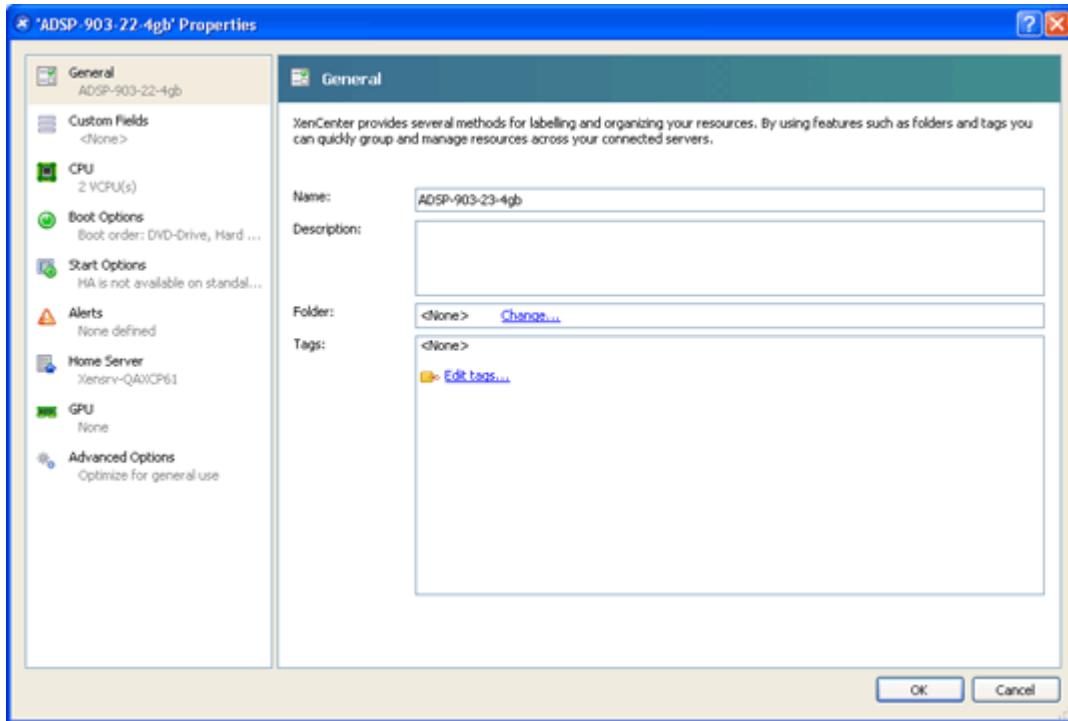 'ADSP-903-22-4gb' Properties
General
ADSP-903-22-4gb
Custom Fields
<None>
CPU
2 VCPU(s)
Boot Options
Boot order: DVD-Drive, Hard ...
Start Options
HA is not available on standal...
Alerts
None defined
Home Server
Xensrv-QAXCP61
GPU
None
Advanced Options
Optimize for general use
General
XenCenter provides several methods for labelling and organizing your resources. By using features such as folders and tags you
can quickly group and manage resources across your connected servers.
Name: ADSP-903-23-4gb
Description:
Folder: <None> Change...
Tags: <None>
Edit tags...
OK Cancel